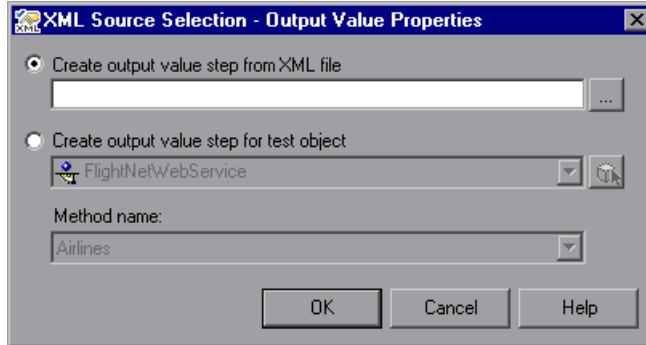 XML Source Selection - Output Value Properties
XML
Create output value step from XML file
...
Create output value step for test object
FlightNetWebService
Method name:
Airlines
OK Cancel Help